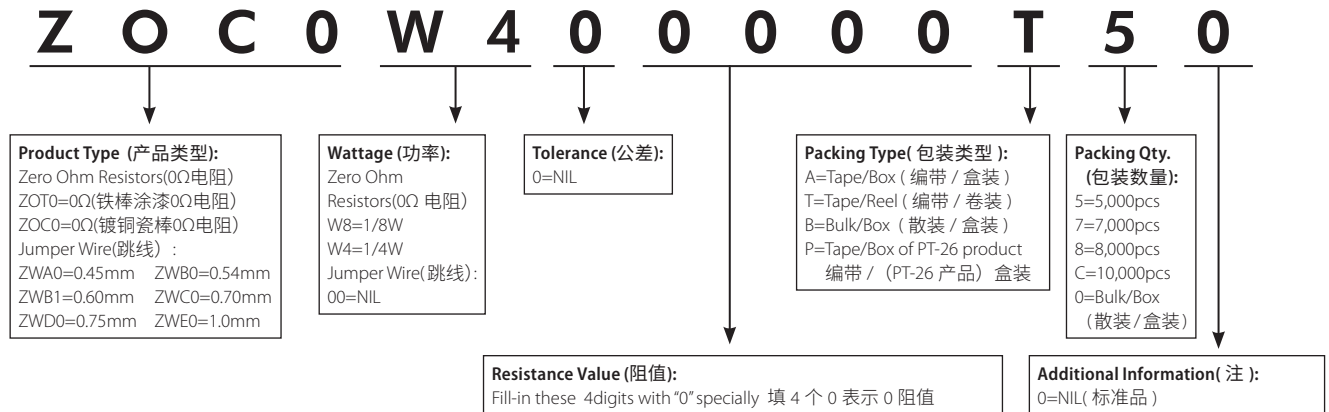 Z O C 0 W 4 0 0 0 0 0 T 5 0
Product Type (产品类型):
Zero Ohm Resistors(0Ω电阻)
ZOT0=0Ω(铁棒涂漆0Ω电阻)
ZOC0=0Ω(镀铜瓷棒0Ω电阻)
Jumper Wire(跳线):
ZWA0=0.45mm ZWB0=0.54mm
ZWB1=0.60mm ZWC0=0.70mm
ZWD0=0.75mm ZWE0=1.0mm
Wattage (功率):
Zero Ohm
Resistors(0Ω 电阻)
W8=1/8W
W4=1/4W
Jumper Wire(跳线):
00=NIL
Tolerance (公差):
0=NIL
Packing Type( 包装类型 ):
A=Tape/Box ( 编带 / 盒装 )
T=Tape/Reel ( 编带 / 卷装 )
B=Bulk/Box ( 散装 / 盒装 )
P=Tape/Box of PT-26 product
编带 /（PT-26 产品）盒装
Packing Qty.
(包装数量):
5=5,000pcs
7=7,000pcs
8=8,000pcs
C=10,000pcs
0=Bulk/Box
(散装/盒装)
Resistance Value (阻值):
Fill-in these 4digits with “0” specially 填 4 个 0 表示 0 阻值
Additional Information( 注 ):
0=NIL( 标准品 )